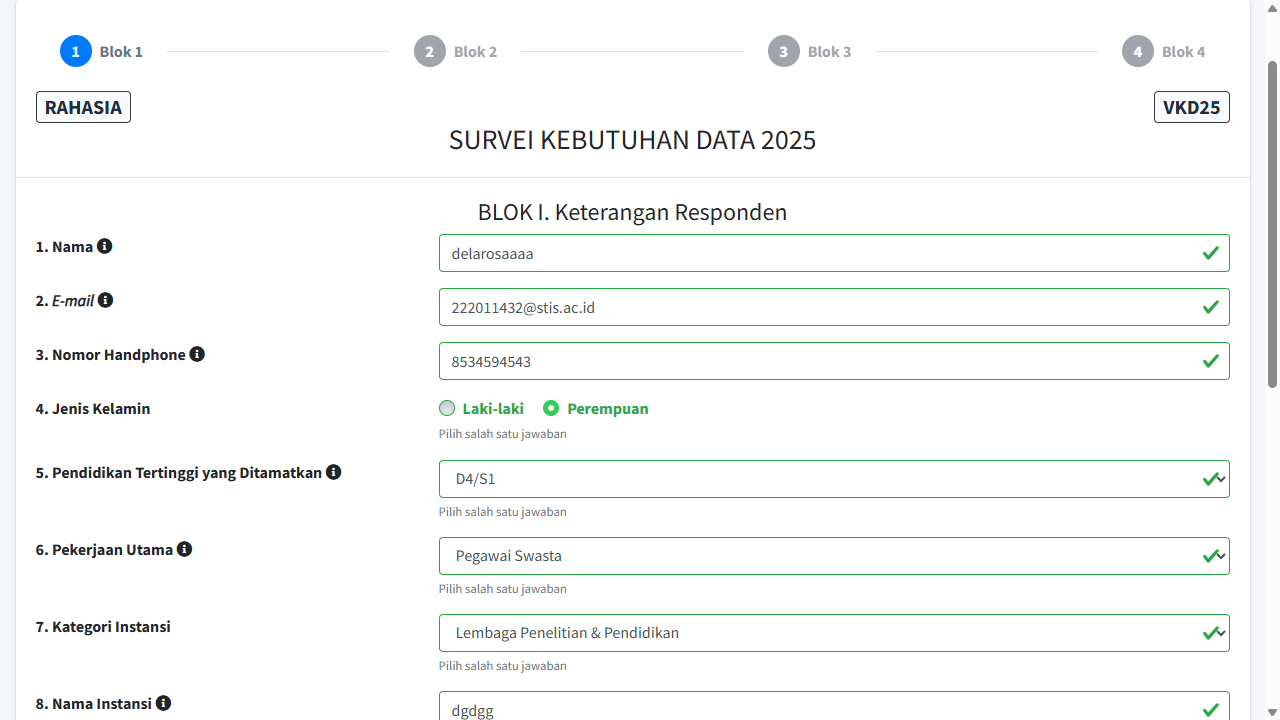 1 Blok 1 2 Blok 2 3 Blok 3 4 Blok 4
RAHASIA VKD25
SURVEI KEBUTUHAN DATA 2025
BLOK I. Keterangan Responden
1. Nama delarosaaaa
2. E-mail 222011432@stis.ac.id
3. Nomor Handphone 8534594543
4. Jenis Kelamin Laki-laki Perempuan
Pilih salah satu jawaban
5. Pendidikan Tertinggi yang Ditamatkan D4/S1
Pilih salah satu jawaban
6. Pekerjaan Utama Pegawai Swasta
Pilih salah satu jawaban
7. Kategori Instansi Lembaga Penelitian & Pendidikan
Pilih salah satu jawaban
8. Nama Instansi dgdgg